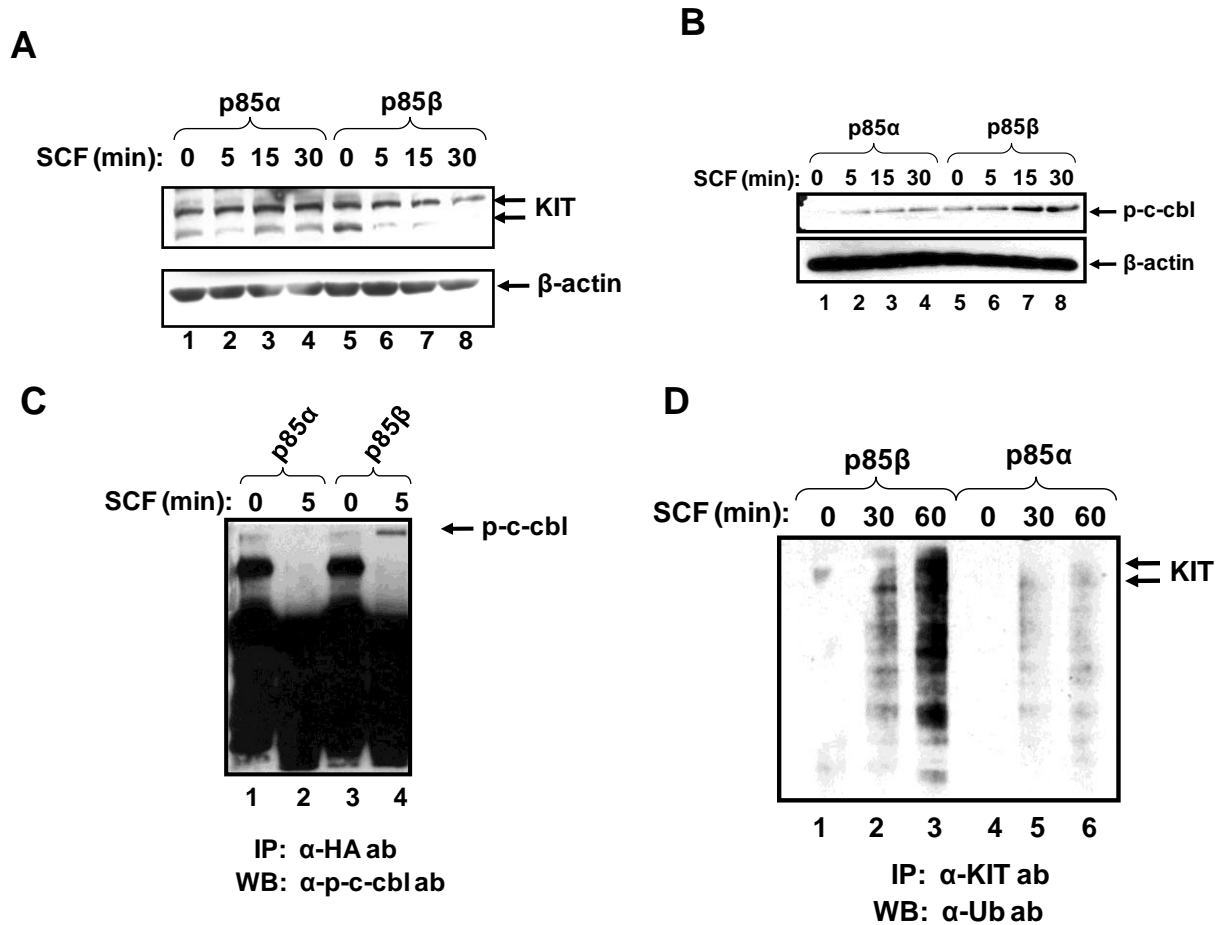 A
p85α p85β
SCF (min): 0 5 15 30 0 5 15 30
KIT
β-actin
1 2 3 4 5 6 7 8
B
p85α p85β
SCF (min): 0 5 15 30 0 5 15 30
p-c-cbl
β-actin
1 2 3 4 5 6 7 8
C
p85α p85β
SCF (min): 0 5 0 5
p-c-cbl
1 2 3 4
IP: α-HA ab
WB: α-p-c-cbl ab
D
p85β p85α
SCF (min): 0 30 60 0 30 60
KIT
1 2 3 4 5 6
IP: α-KIT ab
WB: α-Ub ab